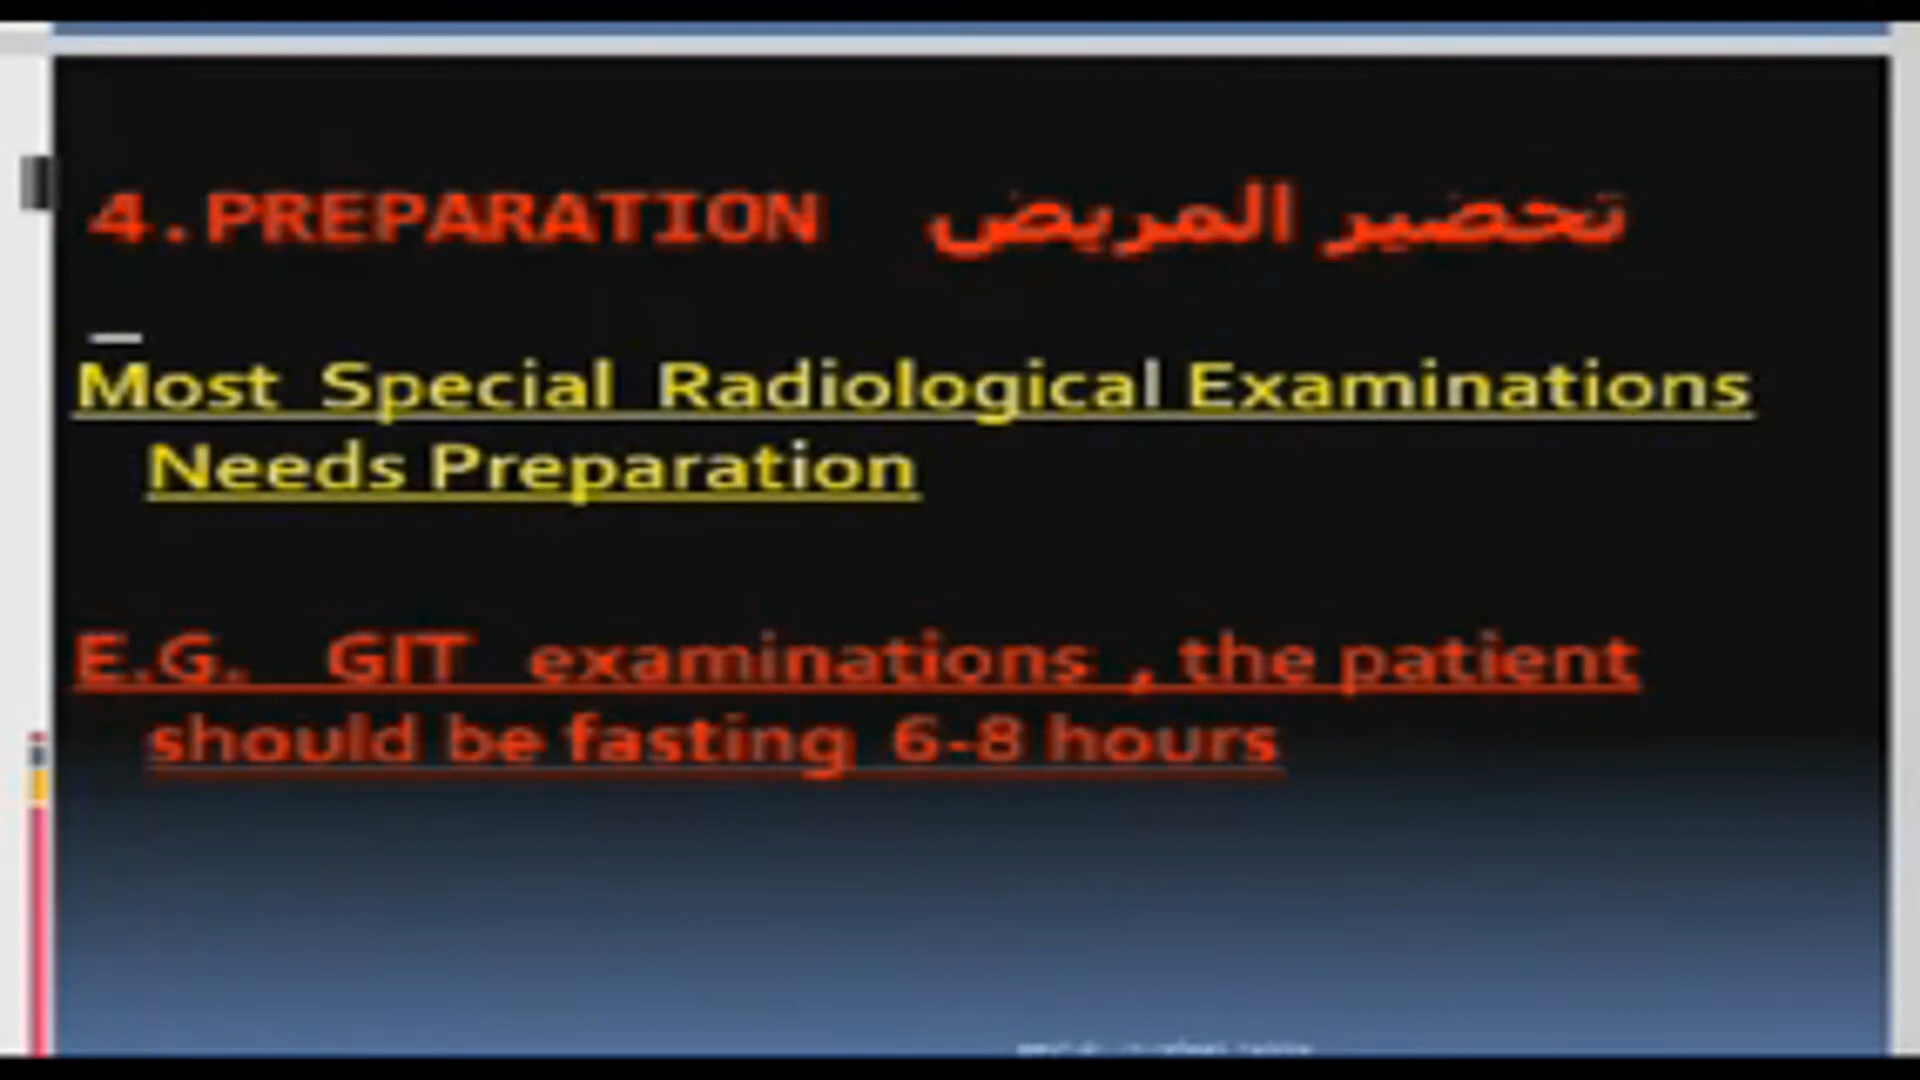 4.PREPARATION تحضير المريض
Most Special Radiological Examinations
Needs Preparation
E.G. GIT examinations , the patient
should be fasting 6-8 hours